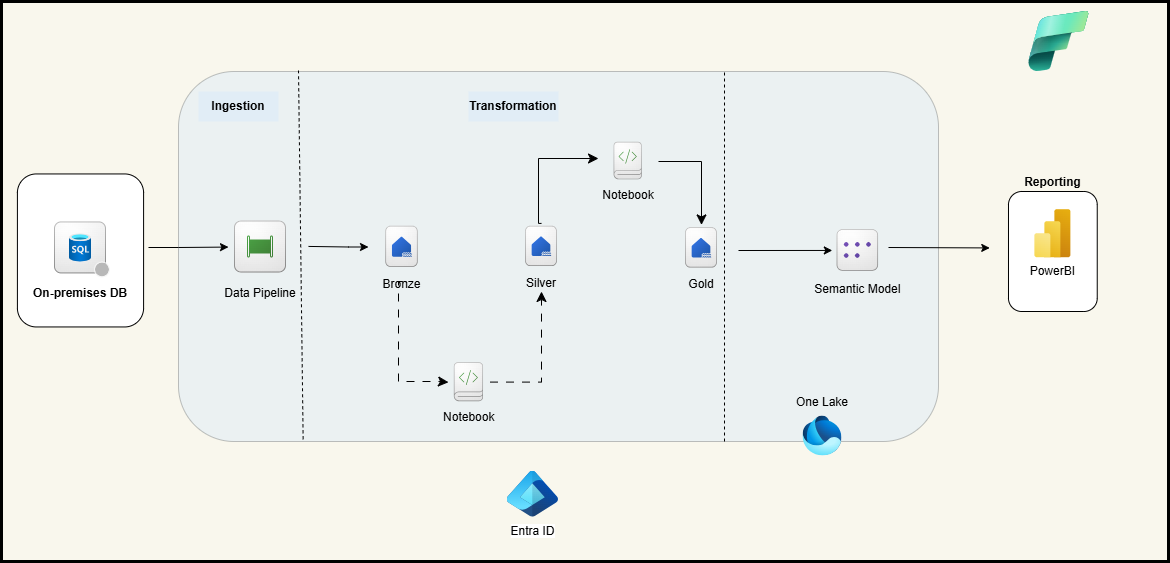 Ingestion
Transformation
Notebook
Reporting
SQL
On-premises DB
Data Pipeline
Bronze
Silver
Gold
Semantic Model
PowerBI
Notebook
One Lake
Entra ID